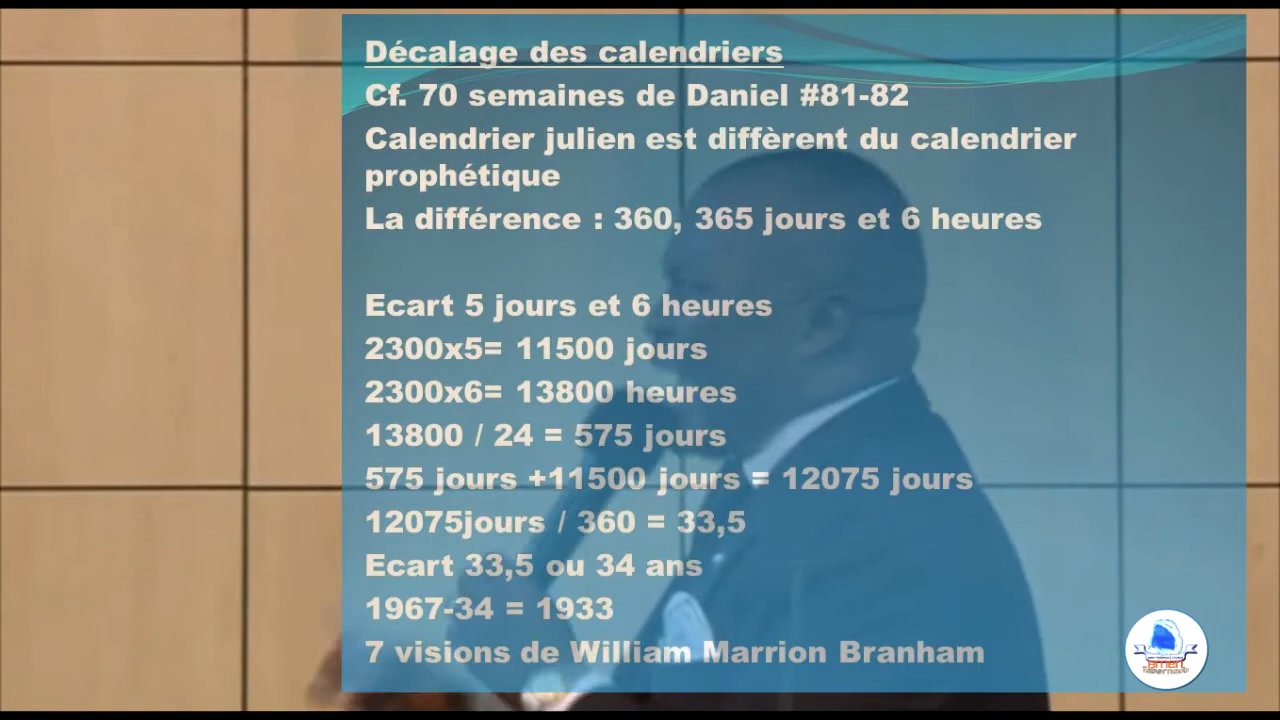 Décalage des calendriers
Cf. 70 semaines de Daniel #81-82
Calendrier julien est diffèrent du calendrier
prophétique
La différence : 360, 365 jours et 6 heures
Ecart 5 jours et 6 heures
2300x5= 11500 jours
2300x6= 13800 heures
13800 / 24 = 575 jours
575 jours +11500 jours = 12075 jours
12075jours / 360 = 33,5
Ecart 33,5 ou 34 ans
1967-34 = 1933
7 visions de William Marrion Branham